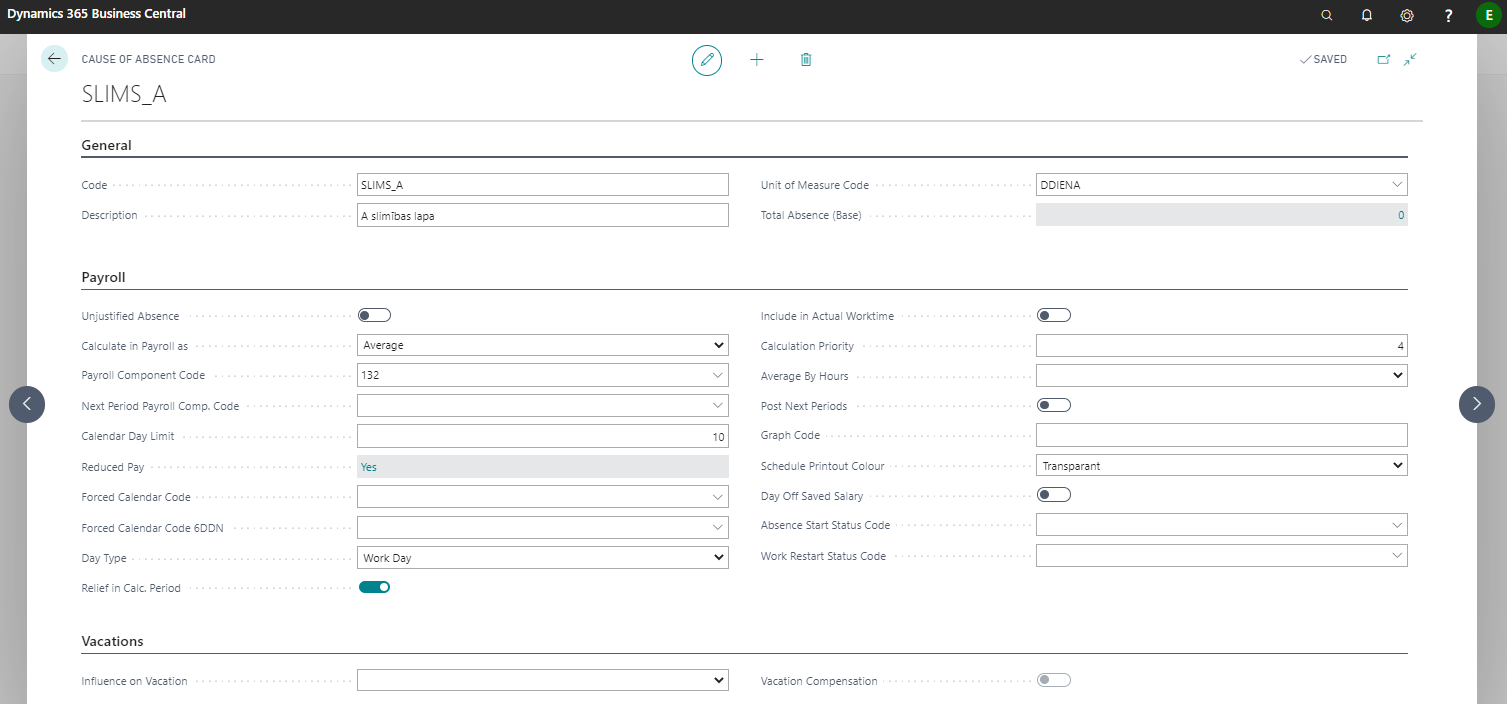 Dynamics 365 Business Central
?
E
CAUSE OF ABSENCE CARD
SAVED
SLIMS_A
General
Code SLIMS_A
Unit of Measure Code DDIENA
Description A slimības lapa
Total Absence (Base) 0
Payroll
Unjustified Absence
Include in Actual Worktime
Calculate in Payroll as Average
Calculation Priority 4
Payroll Component Code 132
Average By Hours
Next Period Payroll Comp. Code
Post Next Periods
Calendar Day Limit 10
Graph Code
Reduced Pay Yes
Schedule Printout Colour Transparant
Forced Calendar Code
Day Off Saved Salary
Forced Calendar Code 6DDN
Absence Start Status Code
Day Type Work Day
Work Restart Status Code
Relief in Calc. Period
Vacations
Influence on Vacation
Vacation Compensation